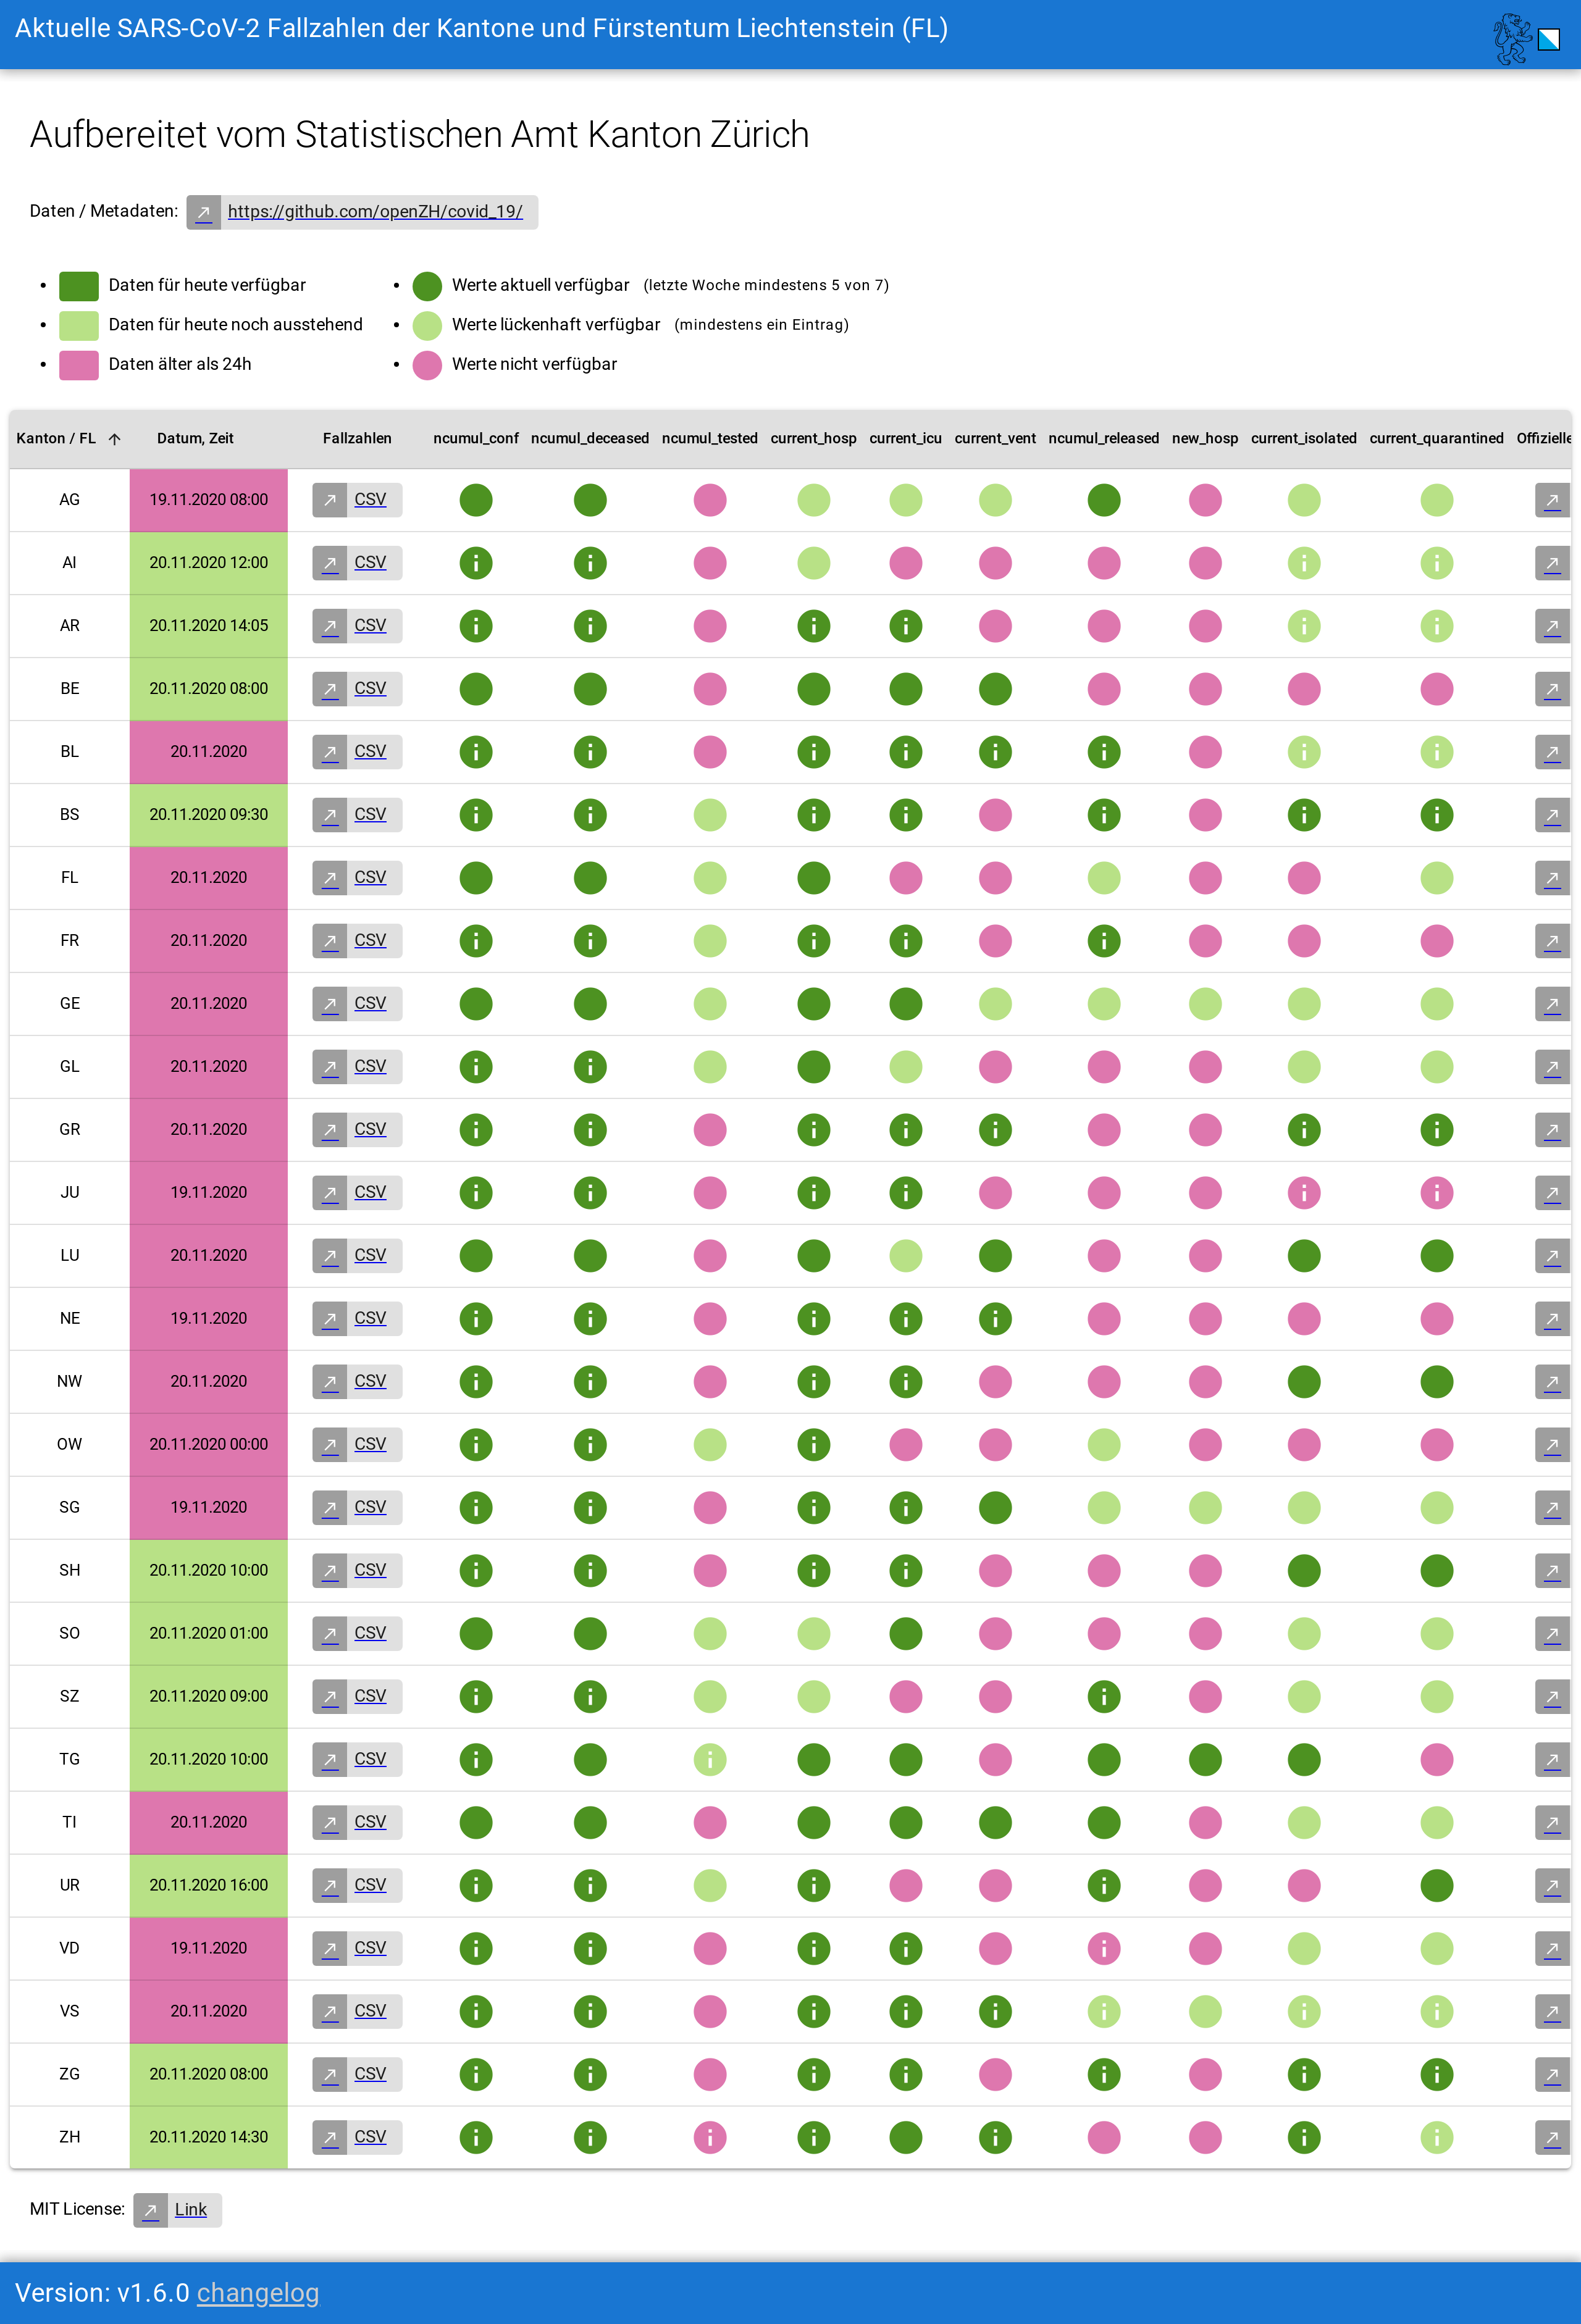 Aktuelle SARS-CoV-2 Fallzahlen der Kantone und Fürstentum Liechtenstein (FL)
Aufbereitet vom Statistischen Amt Kanton Zürich
Daten / Metadaten: https://github.com/openZH/covid_19/
Daten für heute verfügbar
Daten für heute noch ausstehend
Daten älter als 24h
Werte aktuell verfügbar (letzte Woche mindestens 5 von 7)
Werte lückenhaft verfügbar (mindestens ein Eintrag)
Werte nicht verfügbar
Kanton / FL Datum, Zeit Fallzahlen ncumul_conf ncumul_deceased ncumul_tested current_hosp current_icu current_vent ncumul_released new_hosp current_isolated current_quarantined Offizielle
AG 19.11.2020 08:00 CSV
AI 20.11.2020 12:00 CSV
AR 20.11.2020 14:05 CSV
BE 20.11.2020 08:00 CSV
BL 20.11.2020 CSV
BS 20.11.2020 09:30 CSV
FL 20.11.2020 CSV
FR 20.11.2020 CSV
GE 20.11.2020 CSV
GL 20.11.2020 CSV
GR 20.11.2020 CSV
JU 19.11.2020 CSV
LU 20.11.2020 CSV
NE 19.11.2020 CSV
NW 20.11.2020 CSV
OW 20.11.2020 00:00 CSV
SG 19.11.2020 CSV
SH 20.11.2020 10:00 CSV
SO 20.11.2020 01:00 CSV
SZ 20.11.2020 09:00 CSV
TG 20.11.2020 10:00 CSV
TI 20.11.2020 CSV
UR 20.11.2020 16:00 CSV
VD 19.11.2020 CSV
VS 20.11.2020 CSV
ZG 20.11.2020 08:00 CSV
ZH 20.11.2020 14:30 CSV
MIT License: Link
Version: v1.6.0 changelog